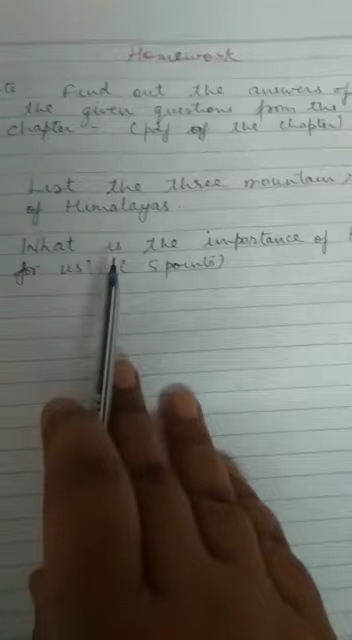 Homework
Find out the answers of
the given questions from the
chapter - (pdf of the chapter)
List the three mountain
of Himalayas.
What is the importance of
for us? ( 5 points)